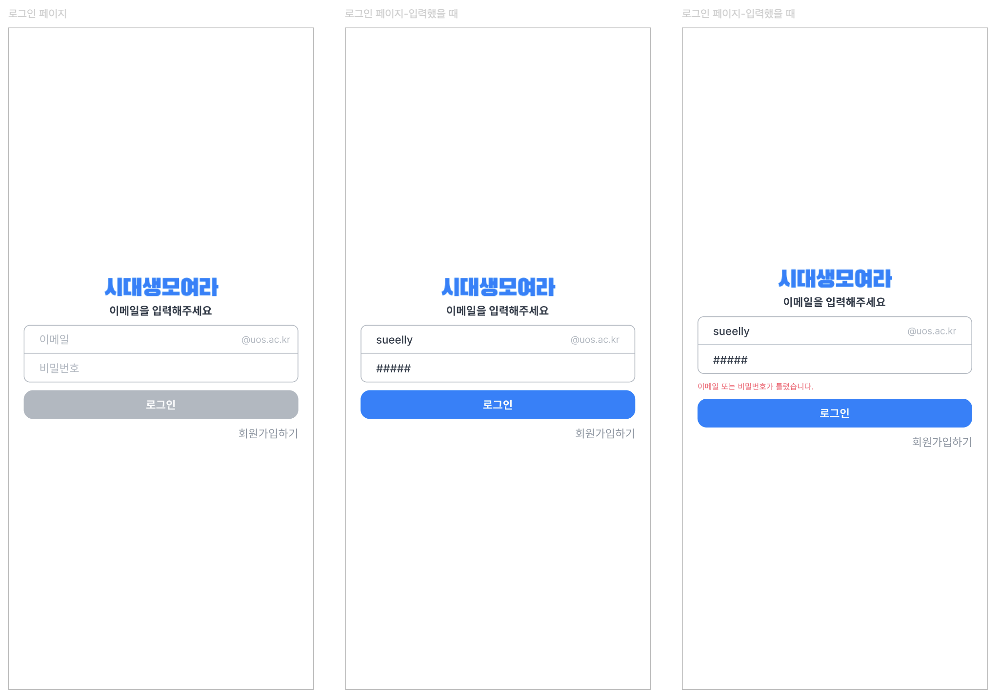 로그인 페이지
시대생모여라
이메일을 입력해주세요
이메일 @uos.ac.kr
비밀번호
로그인
회원가입하기
로그인 페이지-입력했을 때
시대생모여라
이메일을 입력해주세요
sueelly @uos.ac.kr
#####
로그인
회원가입하기
로그인 페이지-입력했을 때
시대생모여라
이메일을 입력해주세요
sueelly @uos.ac.kr
#####
이메일 또는 비밀번호가 틀렸습니다.
로그인
회원가입하기